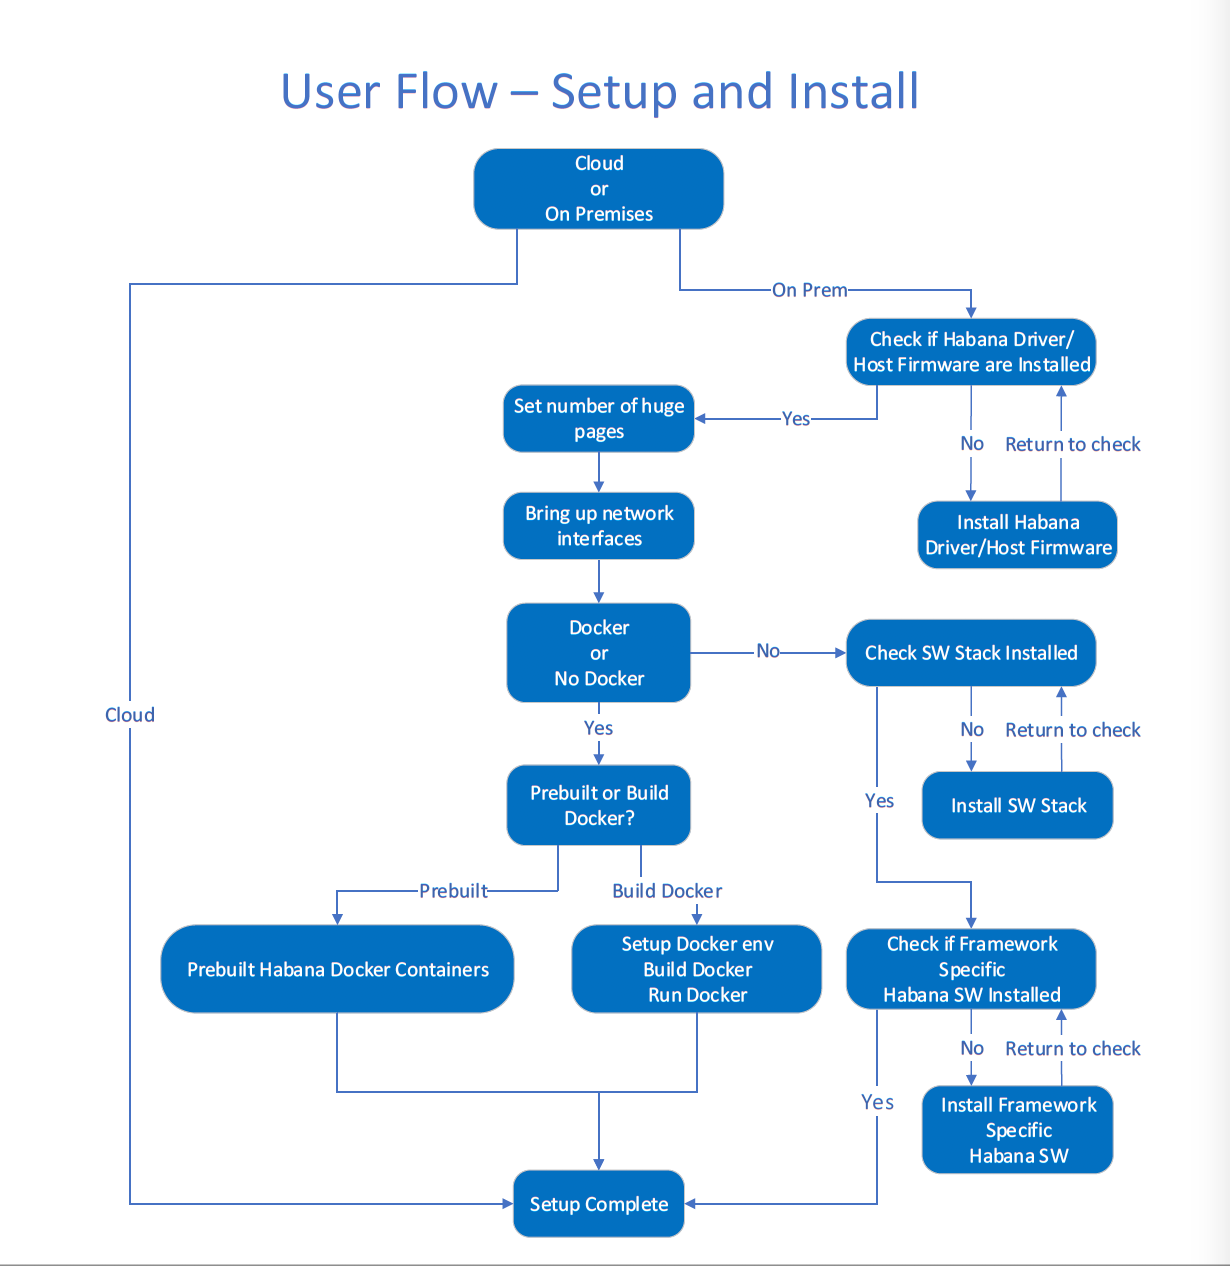 User Flow – Setup and Install
Cloud
or
On Premises
On Prem
Check if Habana Driver/
Host Firmware are Installed
Set number of huge
pages
Yes
No
Return to check
Bring up network
interfaces
Install Habana
Driver/Host Firmware
Docker
or
No Docker
No
Check SW Stack Installed
Cloud
Yes
No
Return to check
Prebuilt or Build
Docker?
Yes
Install SW Stack
Prebuilt
Build Docker
Prebuilt Habana Docker Containers
Setup Docker env
Build Docker
Run Docker
Check if Framework
Specific
Habana SW Installed
No
Return to check
Yes
Install Framework
Specific
Habana SW
Setup Complete